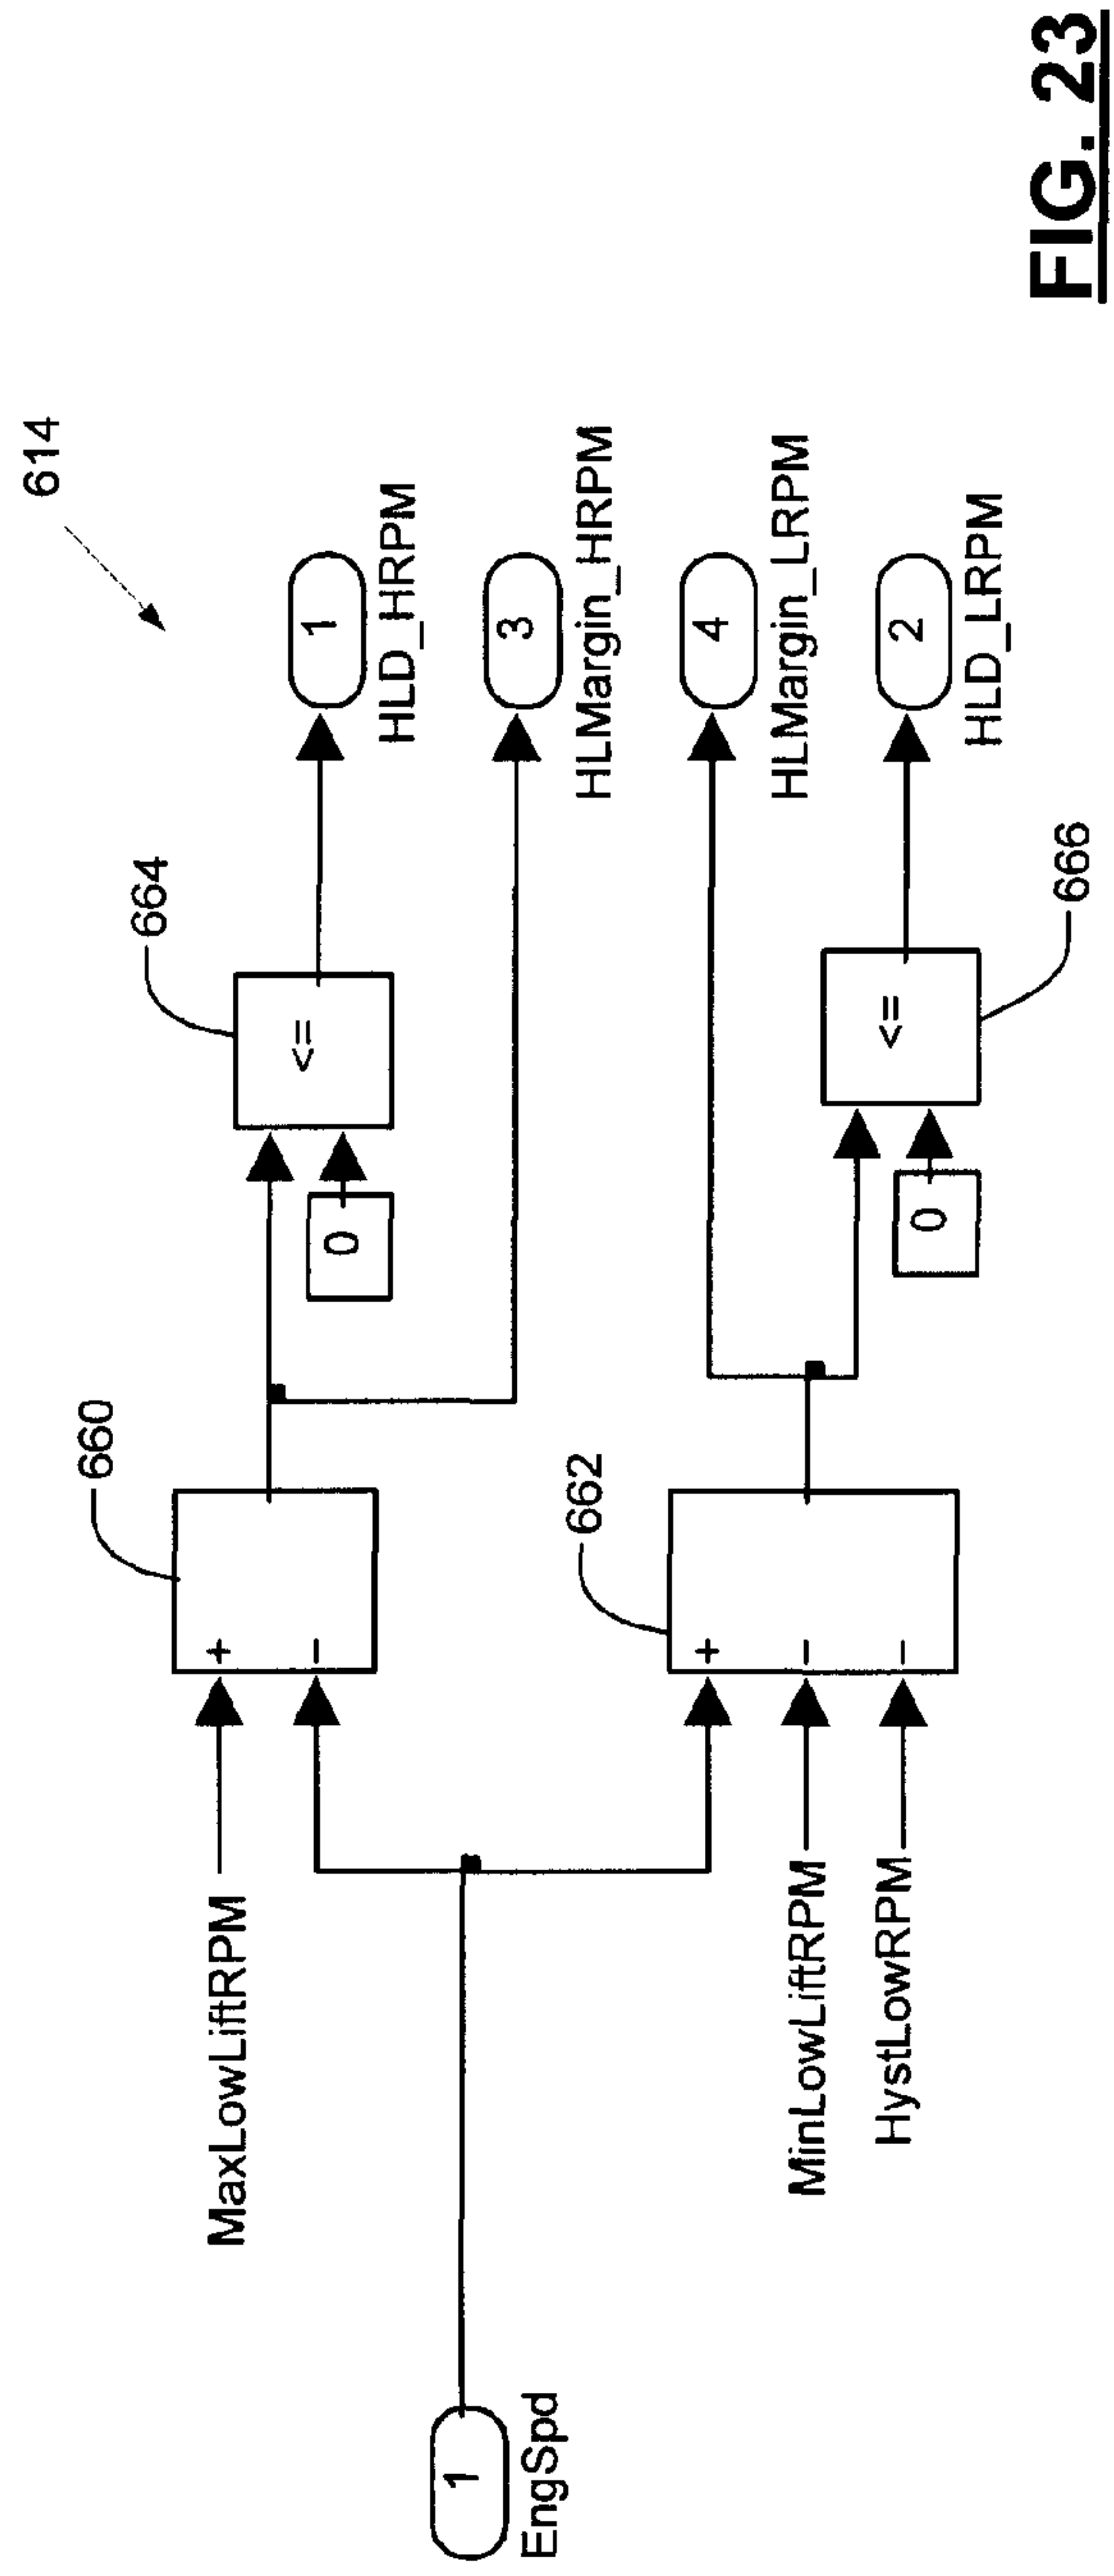 614
660
664
MaxLowLiftRPM
+
−
<=
0
1
HLD_HRPM
3
HLMargin_HRPM
1
EngSpd
662
+
−
−
MinLowLiftRPM
HystLowRPM
4
HLMargin_LRPM
<=
0
2
HLD_LRPM
666
FIG. 23